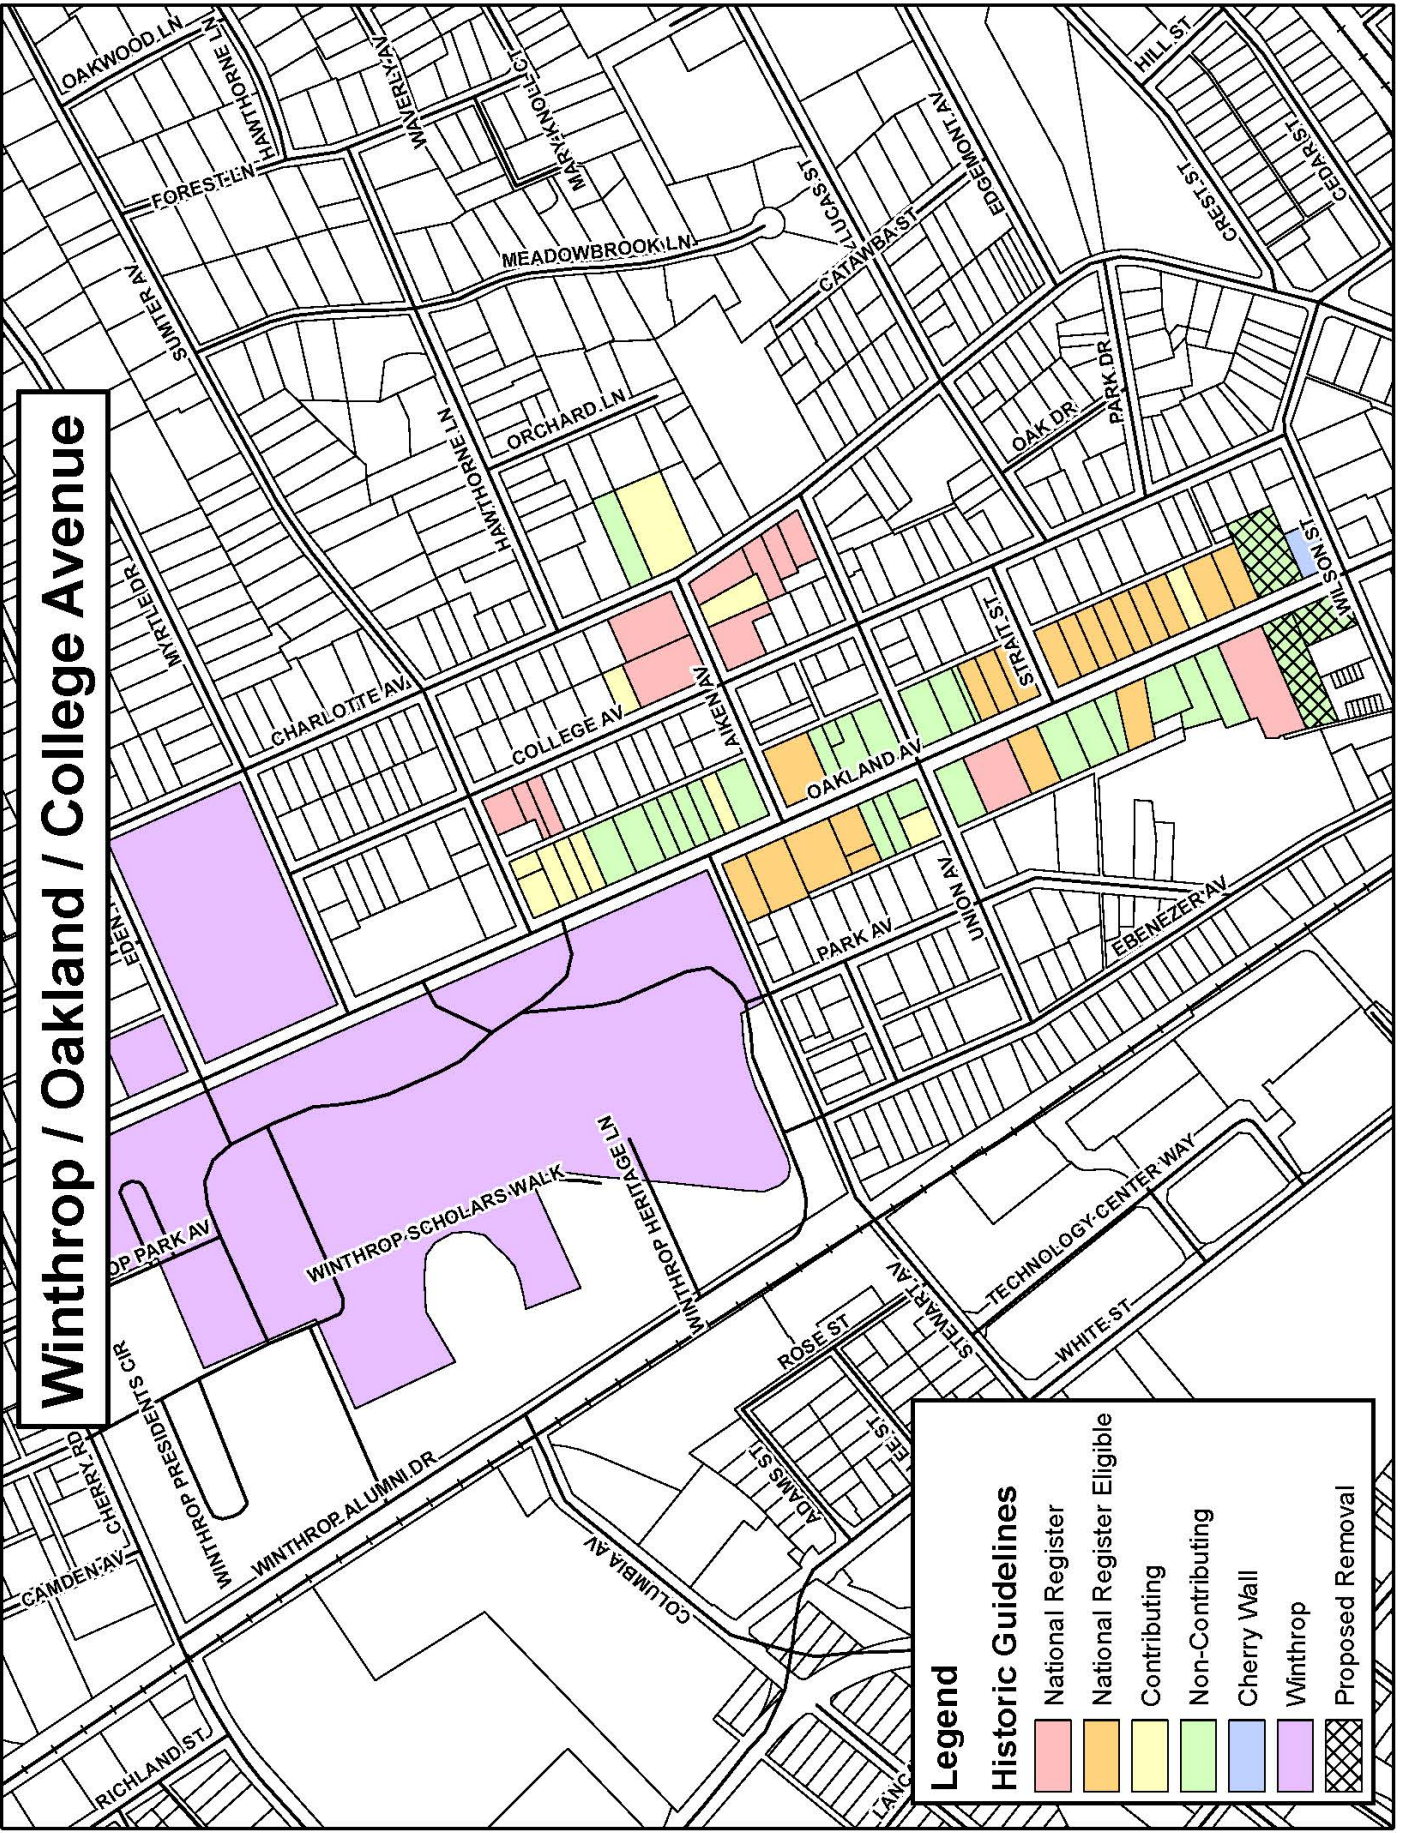 Winthrop / Oakland / College Avenue
OAKWOOD LN
HAWTHORNE LN
WAVERLY AV
MARYKNOLL CT
FOREST LN
SUMTER AV
MEADOWBROOK LN
LUCAS ST
CATAWBA ST
EDGEMONT AV
HILL ST
CREST ST
CEDAR ST
MYRTLE DR
CHARLOTTE AV
HAWTHORNE LN
ORCHARD LN
OAK DR
PARK DR
COLLEGE AV
AIKEN AV
STRAIT ST
WILSON ST
OAKLAND AV
EDEN
PARK AV
UNION AV
EBENEZER AV
OP PARK AV
WINTHROP SCHOLARS WALK
WINTHROP HERITAGE LN
WINTHROP PRESIDENTS CIR
CHERRY RD
CAMDEN AV
WINTHROP ALUMNI DR
RICHLAND ST
COLUMBIA AV
ADAMS ST
ROSE ST
EE ST
STEWART AV
TECHNOLOGY CENTER WAY
WHITE ST
LANC
Legend
Historic Guidelines
National Register
National Register Eligible
Contributing
Non-Contributing
Cherry Wall
Winthrop
Proposed Removal